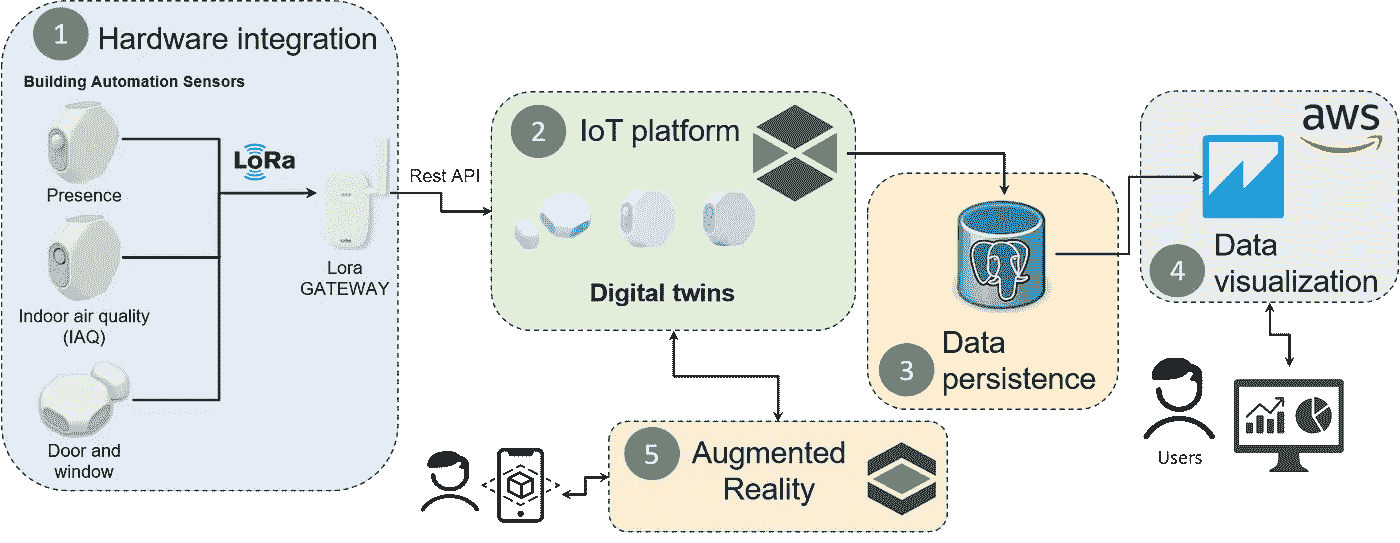 1
Hardware integration
Building Automation Sensors
Presence
LoRa
Indoor air quality
(IAQ)
Lora
GATEWAY
Door and
window
Rest API
2
IoT platform
Digital twins
3
Data
persistence
aws
4
Data
visualization
Users
5
Augmented
Reality